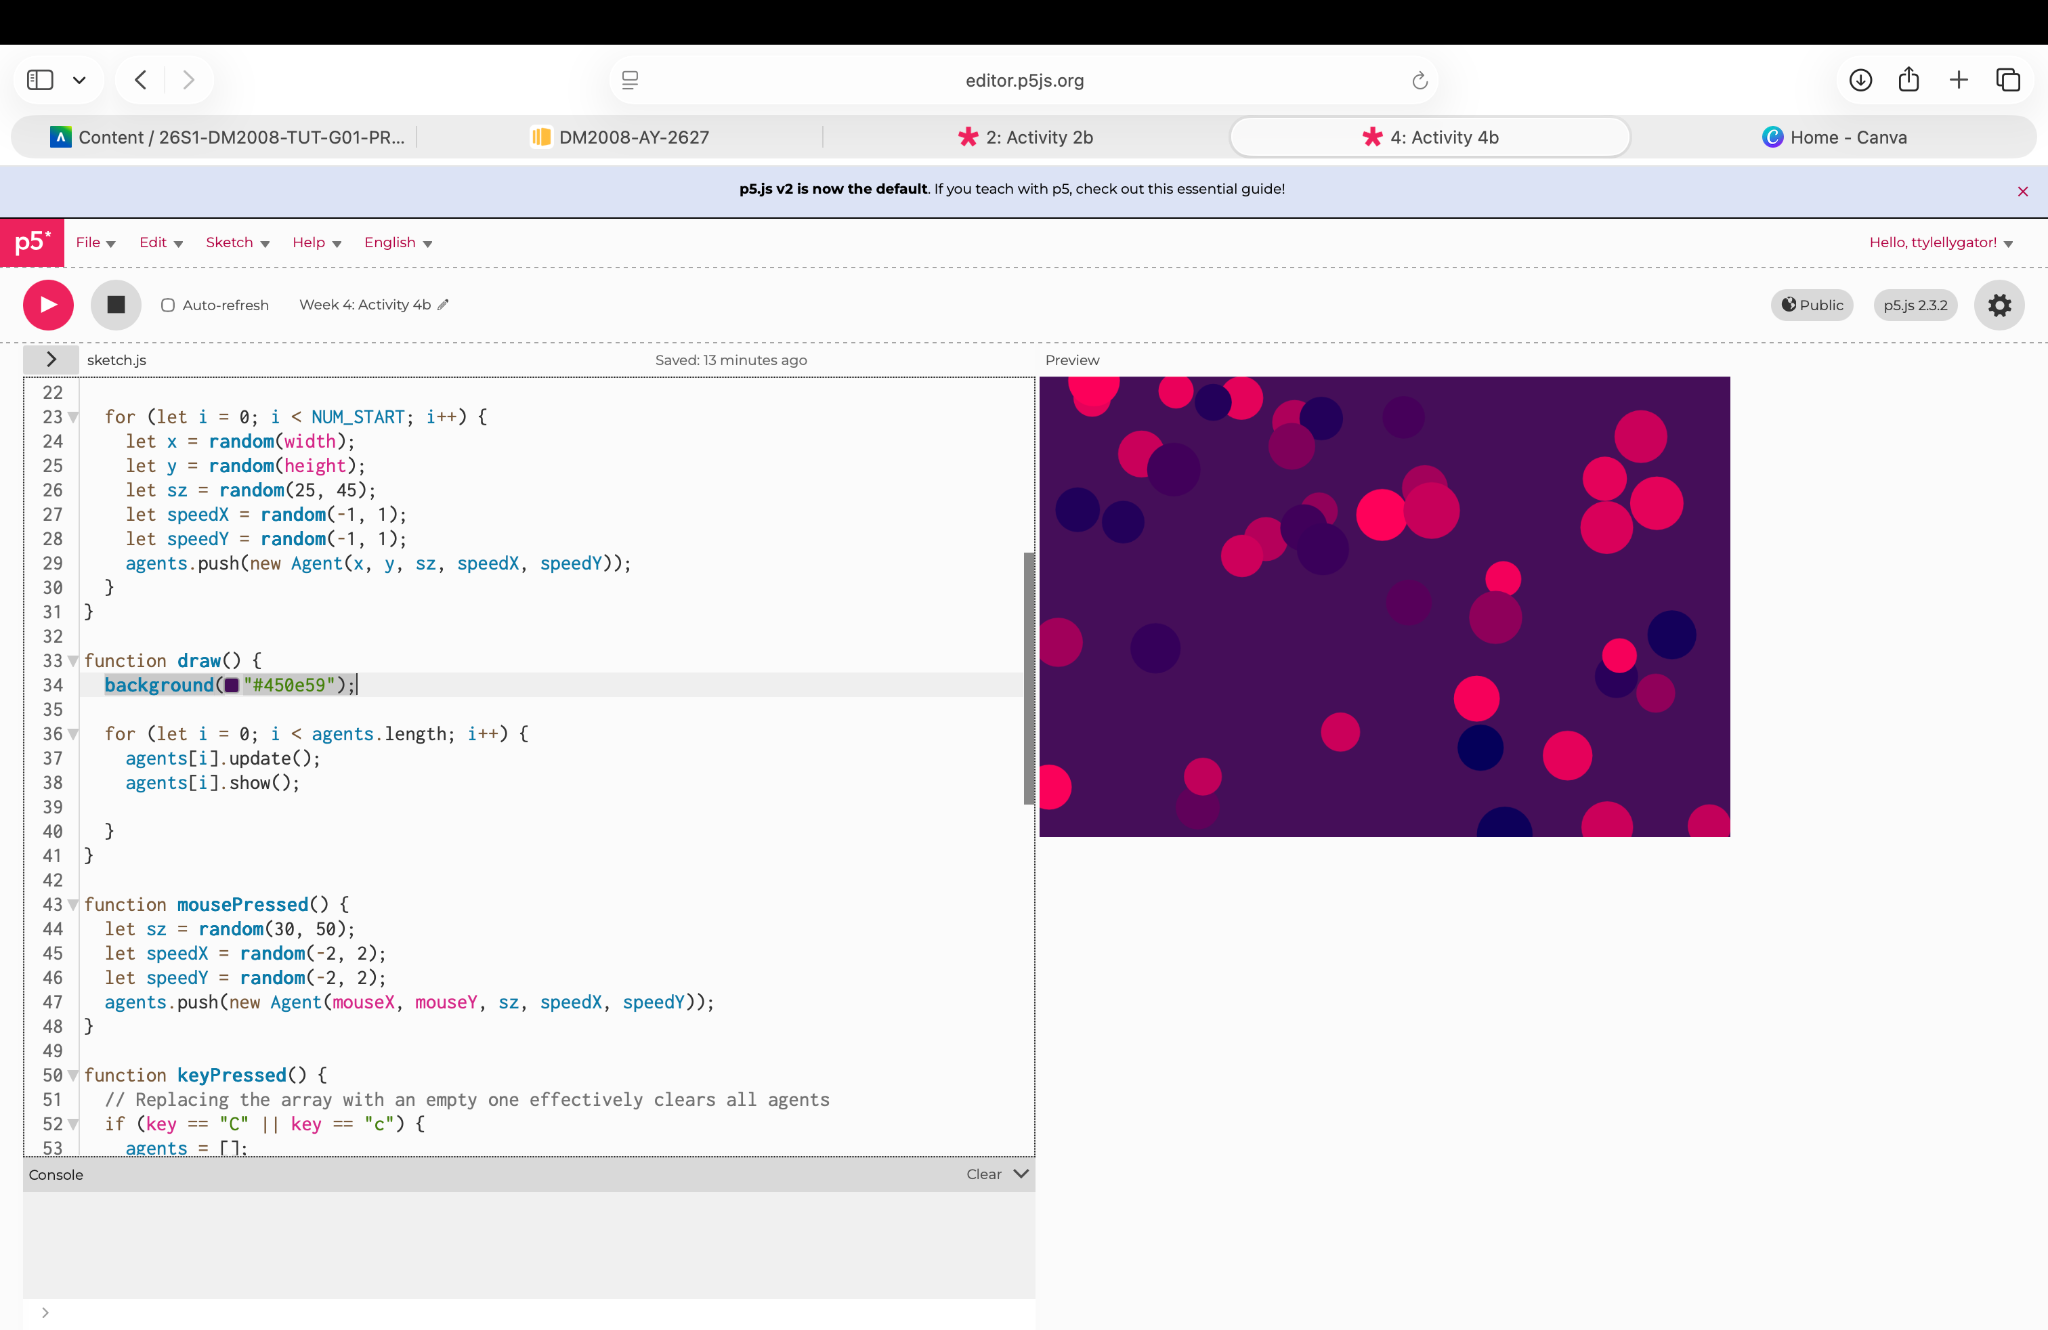 editor.p5js.org
Content / 26S1-DM2008-TUT-G01-PR...
DM2008-AY-2627
2: Activity 2b
4: Activity 4b
Home - Canva
p5.js v2 is now the default. If you teach with p5, check out this essential guide!
p5*
File
Edit
Sketch
Help
English
Hello, ttylellygator!
Auto-refresh
Week 4: Activity 4b
Public
p5.js 2.3.2
sketch.js
Saved: 13 minutes ago
Preview
22
23 for (let i = 0; i < NUM_START; i++) {
24 let x = random(width);
25 let y = random(height);
26 let sz = random(25, 45);
27 let speedX = random(-1, 1);
28 let speedY = random(-1, 1);
29 agents.push(new Agent(x, y, sz, speedX, speedY));
30 }
31 }
32
33 function draw() {
34 background("#450e59");
35
36 for (let i = 0; i < agents.length; i++) {
37 agents[i].update();
38 agents[i].show();
39
40 }
41 }
42
43 function mousePressed() {
44 let sz = random(30, 50);
45 let speedX = random(-2, 2);
46 let speedY = random(-2, 2);
47 agents.push(new Agent(mouseX, mouseY, sz, speedX, speedY));
48 }
49
50 function keyPressed() {
51 // Replacing the array with an empty one effectively clears all agents
52 if (key == "C" || key == "c") {
53 agents = [];
Console
Clear
>